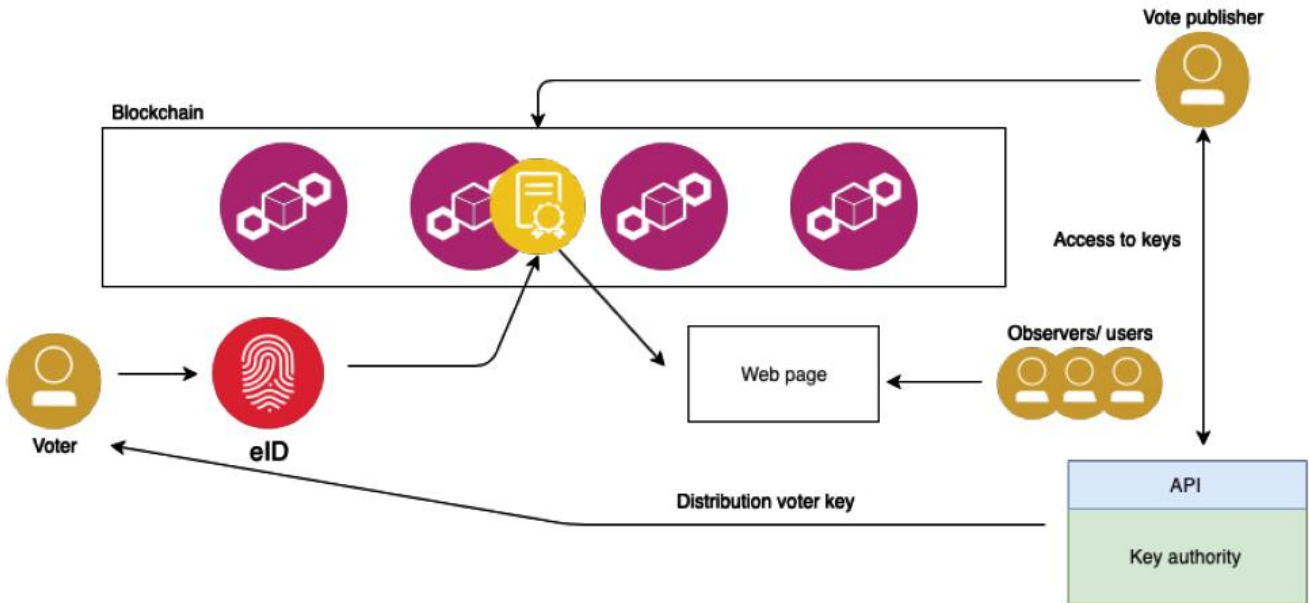 Vote publisher
Blockchain
Access to keys
Observers/ users
Web page
Voter
eID
Distribution voter key
API
Key authority